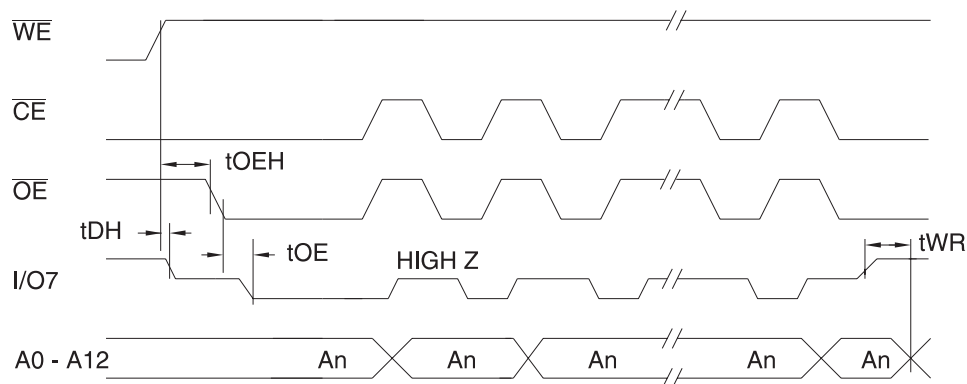 WE
CE
tOEH
OE
tDH
tOE
tWR
HIGH Z
I/O7
A0 - A12 An An An An An